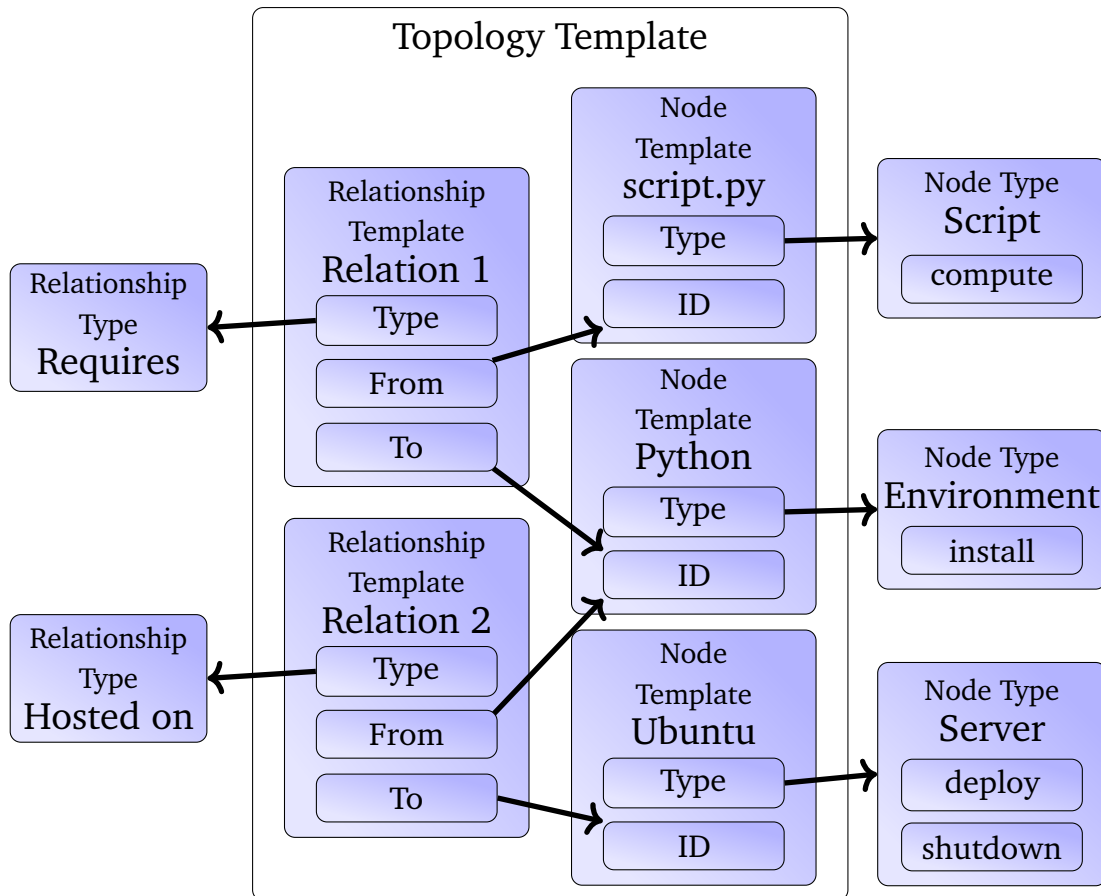 Topology Template
Relationship
Type
Requires
Relationship
Type
Hosted on
Relationship
Template
Relation 1
Type
From
To
Relationship
Template
Relation 2
Type
From
To
Node
Template
script.py
Type
ID
Node
Template
Python
Type
ID
Node
Template
Ubuntu
Type
ID
Node Type
Script
compute
Node Type
Environment
install
Node Type
Server
deploy
shutdown